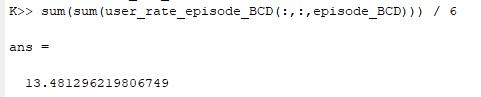 K>> sum(sum(user_rate_episode_BCD(:,:,episode_BCD))) / 6
ans =
13.481296219806749